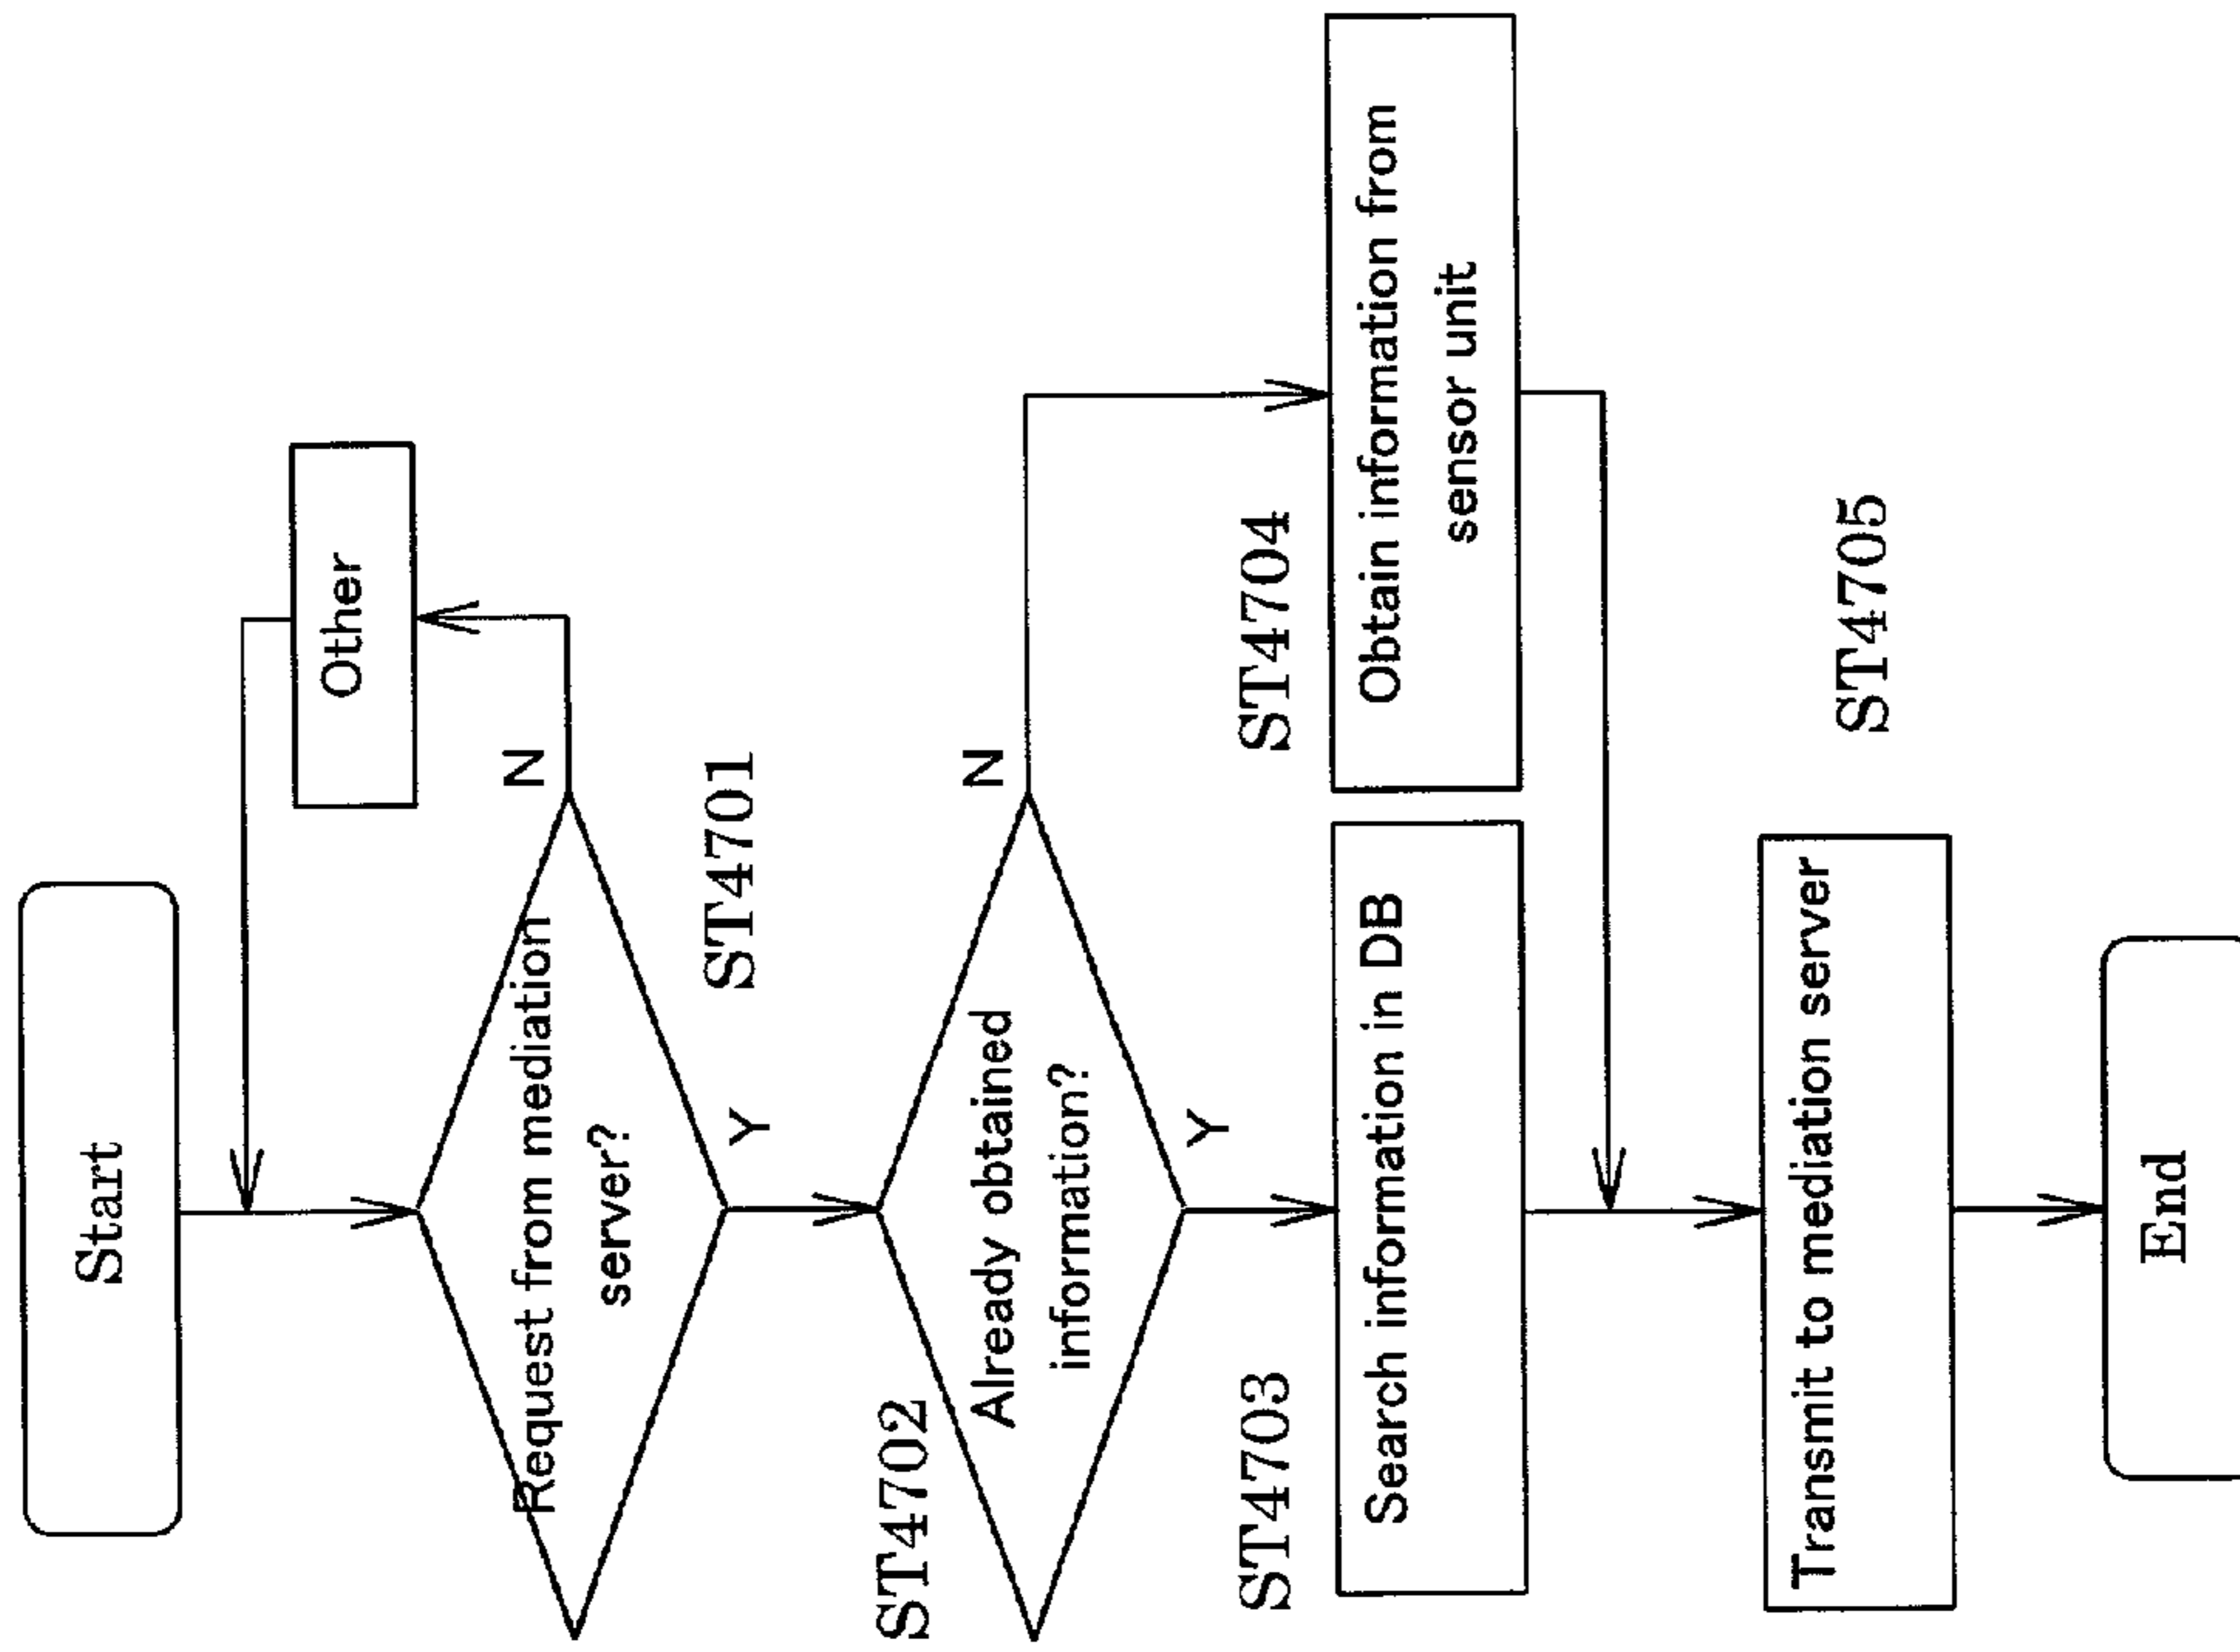 Start
Other
Request from mediation
server?
N
ST4701
Y
ST4702
Already obtained
information?
N
Y
ST4703
Search information in DB
ST4704
Obtain information from
sensor unit
ST4705
Transmit to mediation server
End